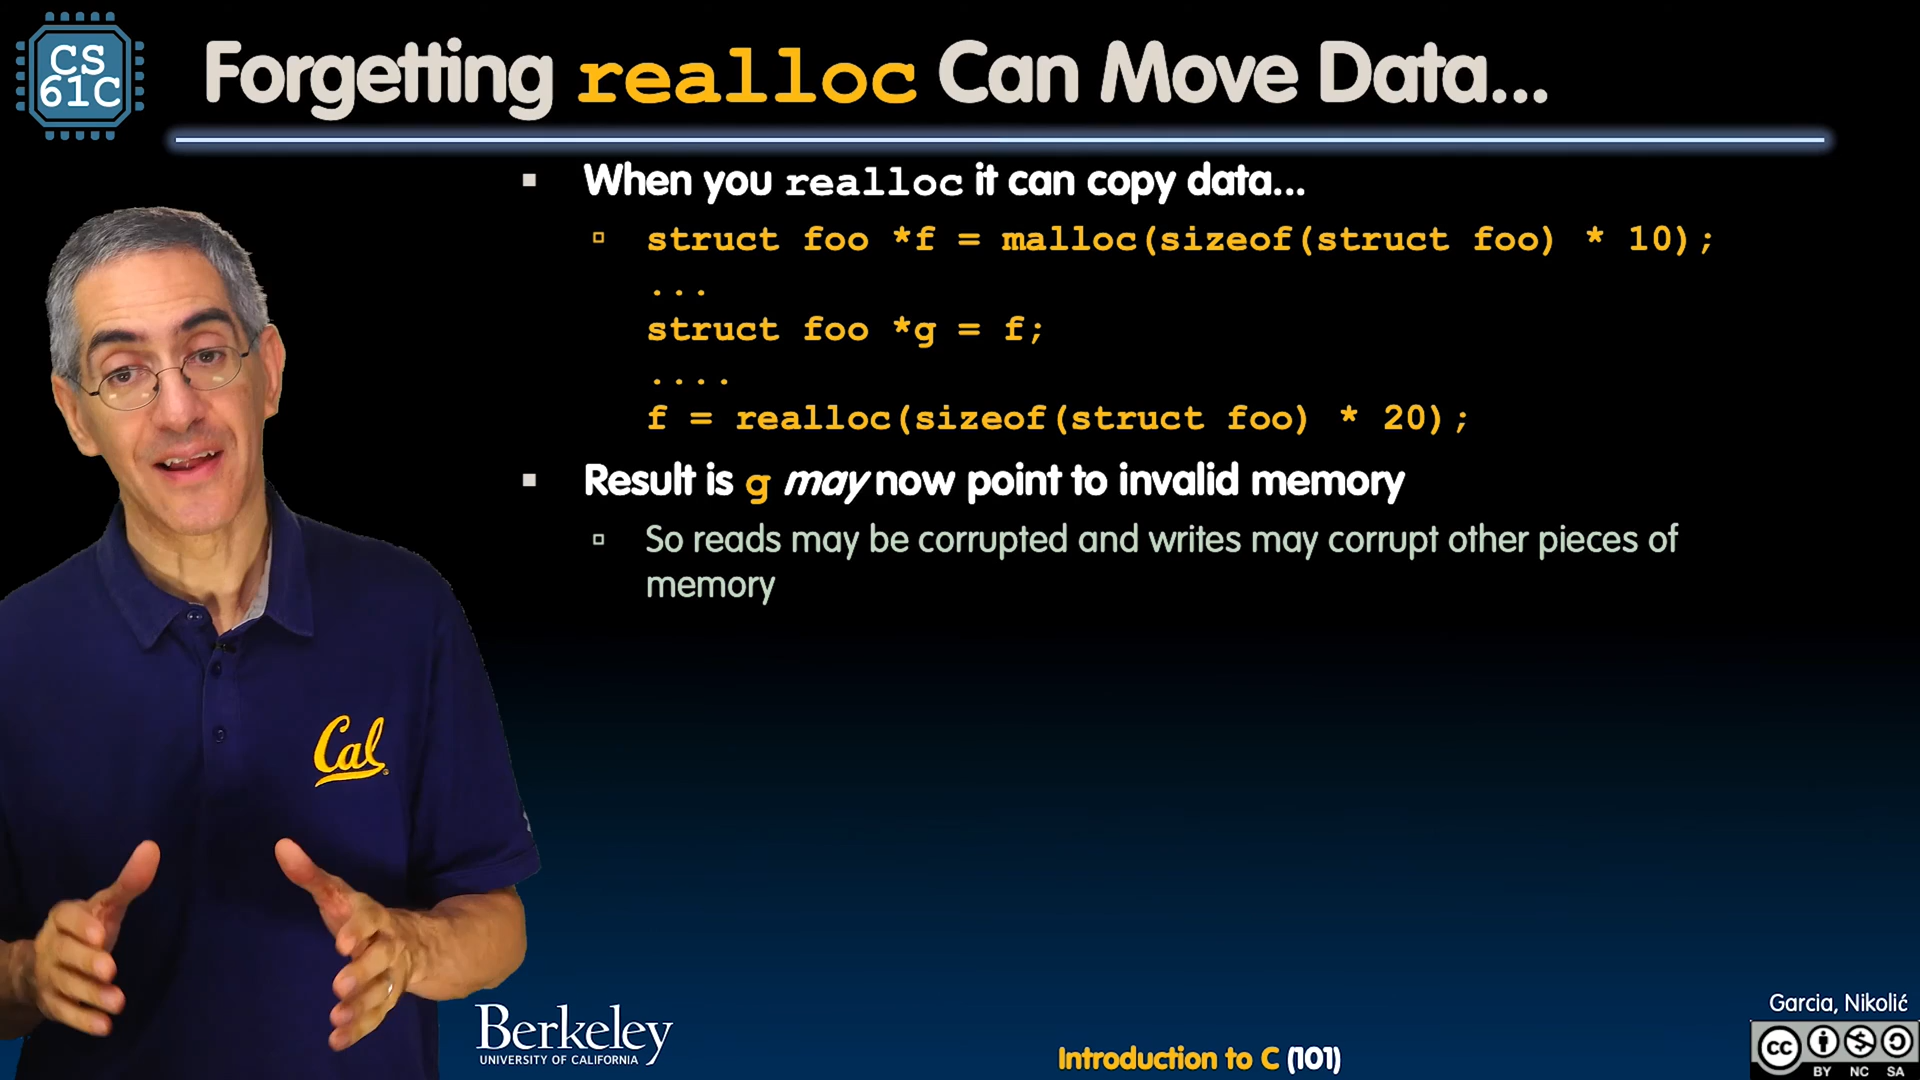 CS
61C
Forgetting realloc Can Move Data...
▪ When you realloc it can copy data...
▫ struct foo *f = malloc(sizeof(struct foo) * 10);
...
struct foo *g = f;
....
f = realloc(sizeof(struct foo) * 20);
▪ Result is g may now point to invalid memory
▫ So reads may be corrupted and writes may corrupt other pieces of
memory
Cal
Berkeley
UNIVERSITY OF CALIFORNIA
Introduction to C (101)
Garcia, Nikolić
cc
BY NC SA